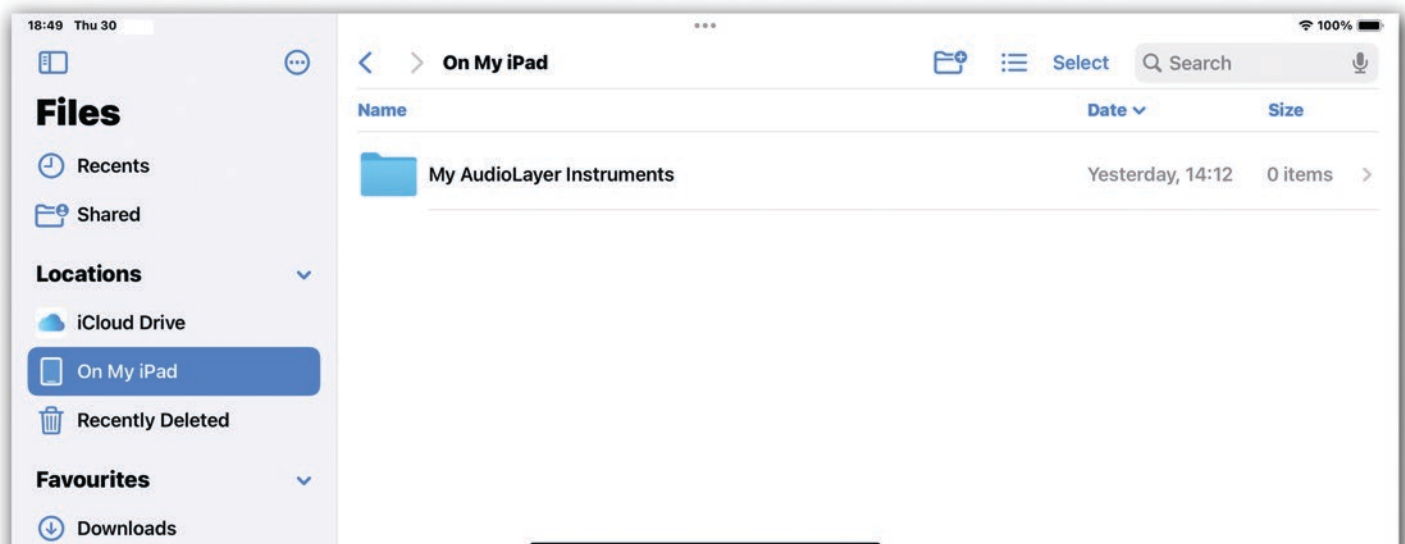 18:49 Thu 30
100%
Files
Recents
Shared
Locations
iCloud Drive
On My iPad
Recently Deleted
Favourites
Downloads
On My iPad
Select
Search
Name
Date
Size
My AudioLayer Instruments
Yesterday, 14:12
0 items